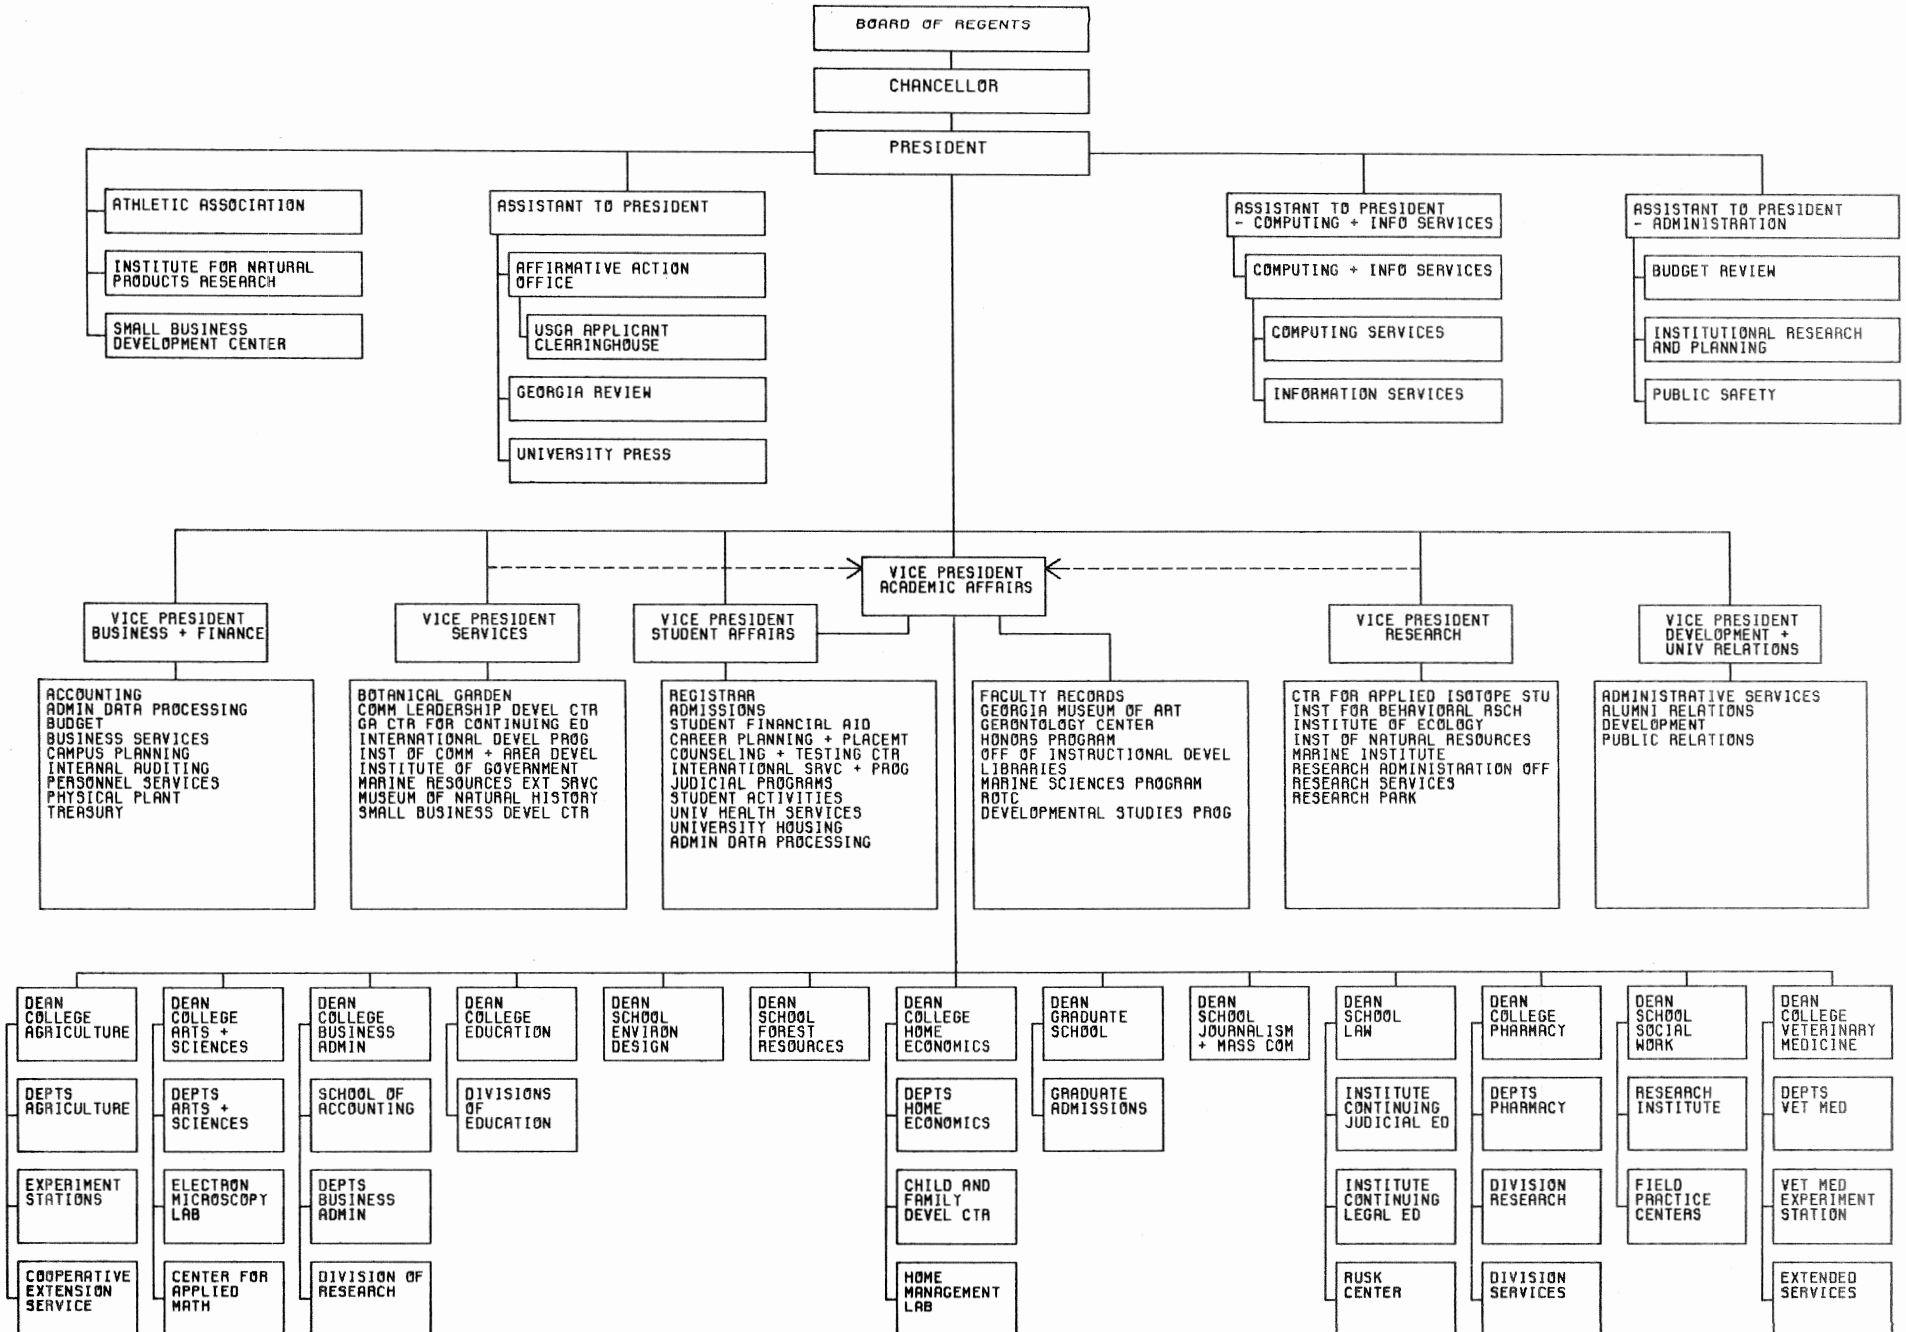 BOARD OF REGENTS
CHANCELLOR
PRESIDENT
ATHLETIC ASSOCIATION
INSTITUTE FOR NATURAL
PRODUCTS RESEARCH
SMALL BUSINESS
DEVELOPMENT CENTER
ASSISTANT TO PRESIDENT
AFFIRMATIVE ACTION
OFFICE
USGA APPLICANT
CLEARINGHOUSE
GEORGIA REVIEW
UNIVERSITY PRESS
ASSISTANT TO PRESIDENT
- COMPUTING + INFO SERVICES
COMPUTING + INFO SERVICES
COMPUTING SERVICES
INFORMATION SERVICES
ASSISTANT TO PRESIDENT
- ADMINISTRATION
BUDGET REVIEW
INSTITUTIONAL RESEARCH
AND PLANNING
PUBLIC SAFETY
VICE PRESIDENT
ACADEMIC AFFAIRS
VICE PRESIDENT
BUSINESS + FINANCE
VICE PRESIDENT
SERVICES
VICE PRESIDENT
STUDENT AFFAIRS
VICE PRESIDENT
RESEARCH
VICE PRESIDENT
DEVELOPMENT +
UNIV RELATIONS
ACCOUNTING
ADMIN DATA PROCESSING
BUDGET
BUSINESS SERVICES
CAMPUS PLANNING
INTERNAL AUDITING
PERSONNEL SERVICES
PHYSICAL PLANT
TREASURY
BOTANICAL GARDEN
COMM LEADERSHIP DEVEL CTR
GA CTR FOR CONTINUING ED
INTERNATIONAL DEVEL PROG
INST OF COMM + AREA DEVEL
INSTITUTE OF GOVERNMENT
MARINE RESOURCES EXT SRVC
MUSEUM OF NATURAL HISTORY
SMALL BUSINESS DEVEL CTR
REGISTRAR
ADMISSIONS
STUDENT FINANCIAL AID
CAREER PLANNING + PLACEMT
COUNSELING + TESTING CTR
INTERNATIONAL SRVC + PROG
JUDICIAL PROGRAMS
STUDENT ACTIVITIES
UNIV HEALTH SERVICES
UNIVERSITY HOUSING
ADMIN DATA PROCESSING
FACULTY RECORDS
GEORGIA MUSEUM OF ART
GERONTOLOGY CENTER
HONORS PROGRAM
OFF OF INSTRUCTIONAL DEVEL
LIBRARIES
MARINE SCIENCES PROGRAM
ROTC
DEVELOPMENTAL STUDIES PROG
CTR FOR APPLIED ISOTOPE STU
INST FOR BEHAVIORAL RSCH
INSTITUTE OF ECOLOGY
INST OF NATURAL RESOURCES
MARINE INSTITUTE
RESEARCH ADMINISTRATION OFF
RESEARCH SERVICES
RESEARCH PARK
ADMINISTRATIVE SERVICES
ALUMNI RELATIONS
DEVELOPMENT
PUBLIC RELATIONS
DEAN
COLLEGE
AGRICULTURE
DEPTS
AGRICULTURE
EXPERIMENT
STATIONS
COOPERATIVE
EXTENSION
SERVICE
DEAN
COLLEGE
ARTS +
SCIENCES
DEPTS
ARTS +
SCIENCES
ELECTRON
MICROSCOPY
LAB
CENTER FOR
APPLIED
MATH
DEAN
COLLEGE
BUSINESS
ADMIN
SCHOOL OF
ACCOUNTING
DEPTS
BUSINESS
ADMIN
DIVISION OF
RESEARCH
DEAN
COLLEGE
EDUCATION
DIVISIONS
OF
EDUCATION
DEAN
SCHOOL
ENVIRON
DESIGN
DEAN
SCHOOL
FOREST
RESOURCES
DEAN
COLLEGE
HOME
ECONOMICS
DEPTS
HOME
ECONOMICS
CHILD AND
FAMILY
DEVEL CTR
HOME
MANAGEMENT
LAB
DEAN
GRADUATE
SCHOOL
GRADUATE
ADMISSIONS
DEAN
SCHOOL
JOURNALISM
+ MASS COM
DEAN
SCHOOL
LAW
INSTITUTE
CONTINUING
JUDICIAL ED
INSTITUTE
CONTINUING
LEGAL ED
RUSK
CENTER
DEAN
COLLEGE
PHARMACY
DEPTS
PHARMACY
DIVISION
RESEARCH
DIVISION
SERVICES
DEAN
SCHOOL
SOCIAL
WORK
RESEARCH
INSTITUTE
FIELD
PRACTICE
CENTERS
DEAN
COLLEGE
VETERINARY
MEDICINE
DEPTS
VET MED
VET MED
EXPERIMENT
STATION
EXTENDED
SERVICES